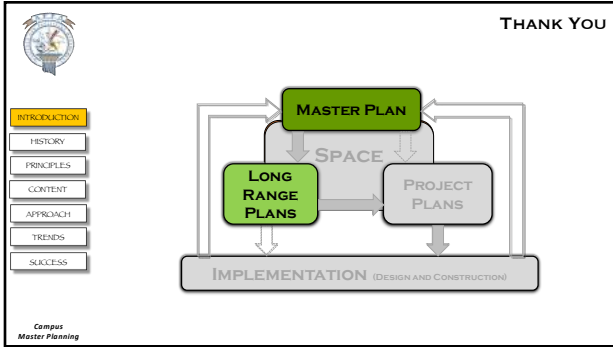 THANK YOU
INTRODUCTION
HISTORY
PRINCIPLES
CONTENT
APPROACH
TRENDS
SUCCESS
Campus
Master Planning
MASTER PLAN
SPACE
LONG
RANGE
PLANS
PROJECT
PLANS
IMPLEMENTATION (DESIGN AND CONSTRUCTION)